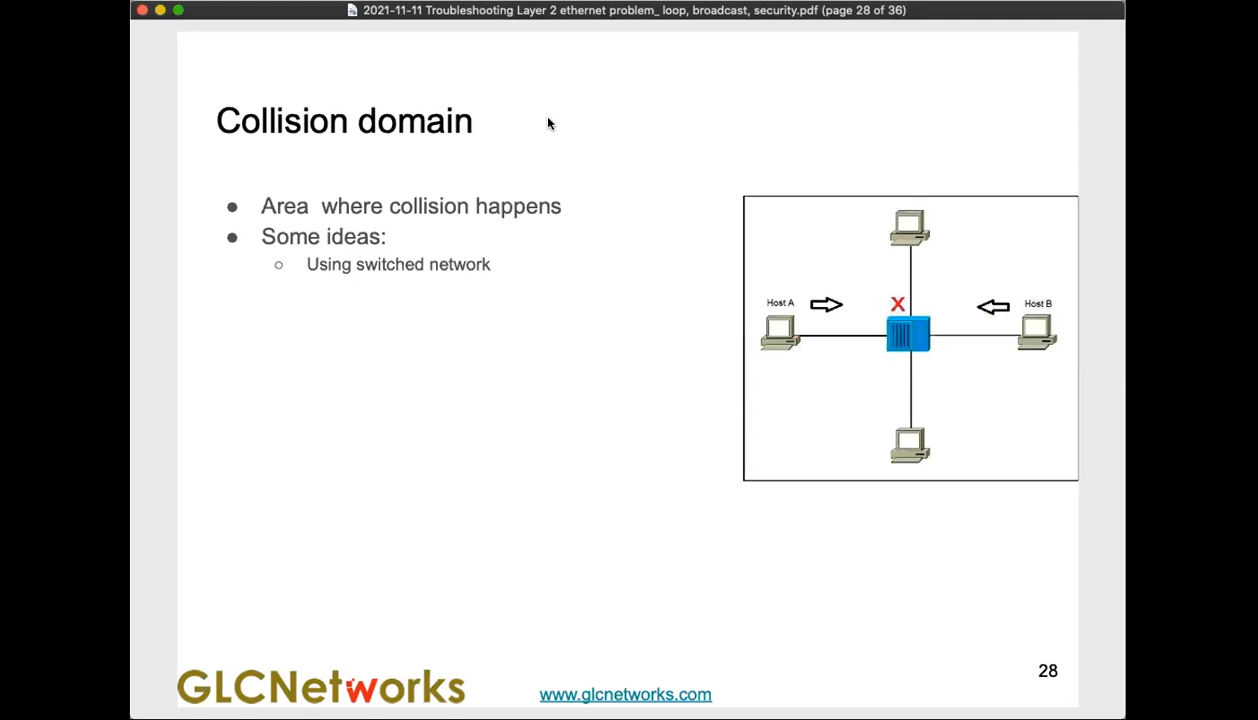 2021-11-11 Troubleshooting Layer 2 ethernet problem_ loop, broadcast, security.pdf (page 28 of 36)
Collision domain
● Area  where collision happens
● Some ideas:
○ Using switched network
X
Host A
Host B
28
GLCNetworks
www.glcnetworks.com